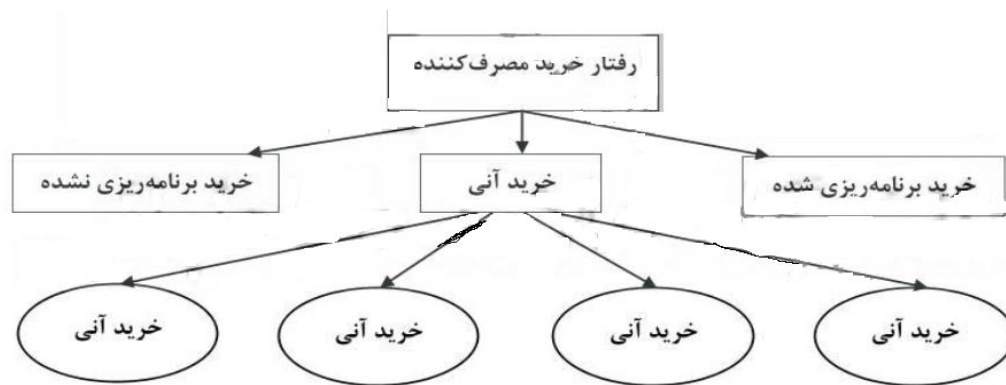 رفتار خرید مصرف‌کننده
خرید برنامه‌ریزی شده
خرید آنی
خرید برنامه‌ریزی نشده
خرید آنی
خرید آنی
خرید آنی
خرید آنی